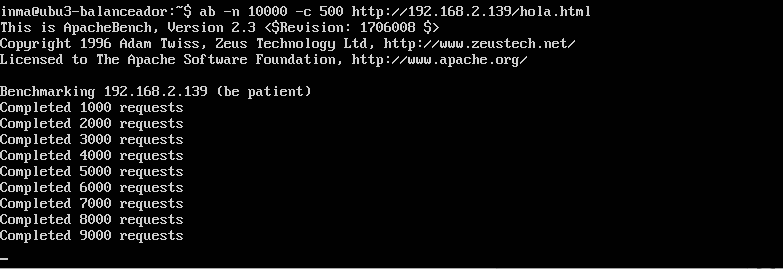 inma@ubu3-balanceador:~$ ab -n 10000 -c 500 http://192.168.2.139/hola.html
This is ApacheBench, Version 2.3 <$Revision: 1706008 $>
Copyright 1996 Adam Twiss, Zeus Technology Ltd, http://www.zeustech.net/
Licensed to The Apache Software Foundation, http://www.apache.org/

Benchmarking 192.168.2.139 (be patient)
Completed 1000 requests
Completed 2000 requests
Completed 3000 requests
Completed 4000 requests
Completed 5000 requests
Completed 6000 requests
Completed 7000 requests
Completed 8000 requests
Completed 9000 requests